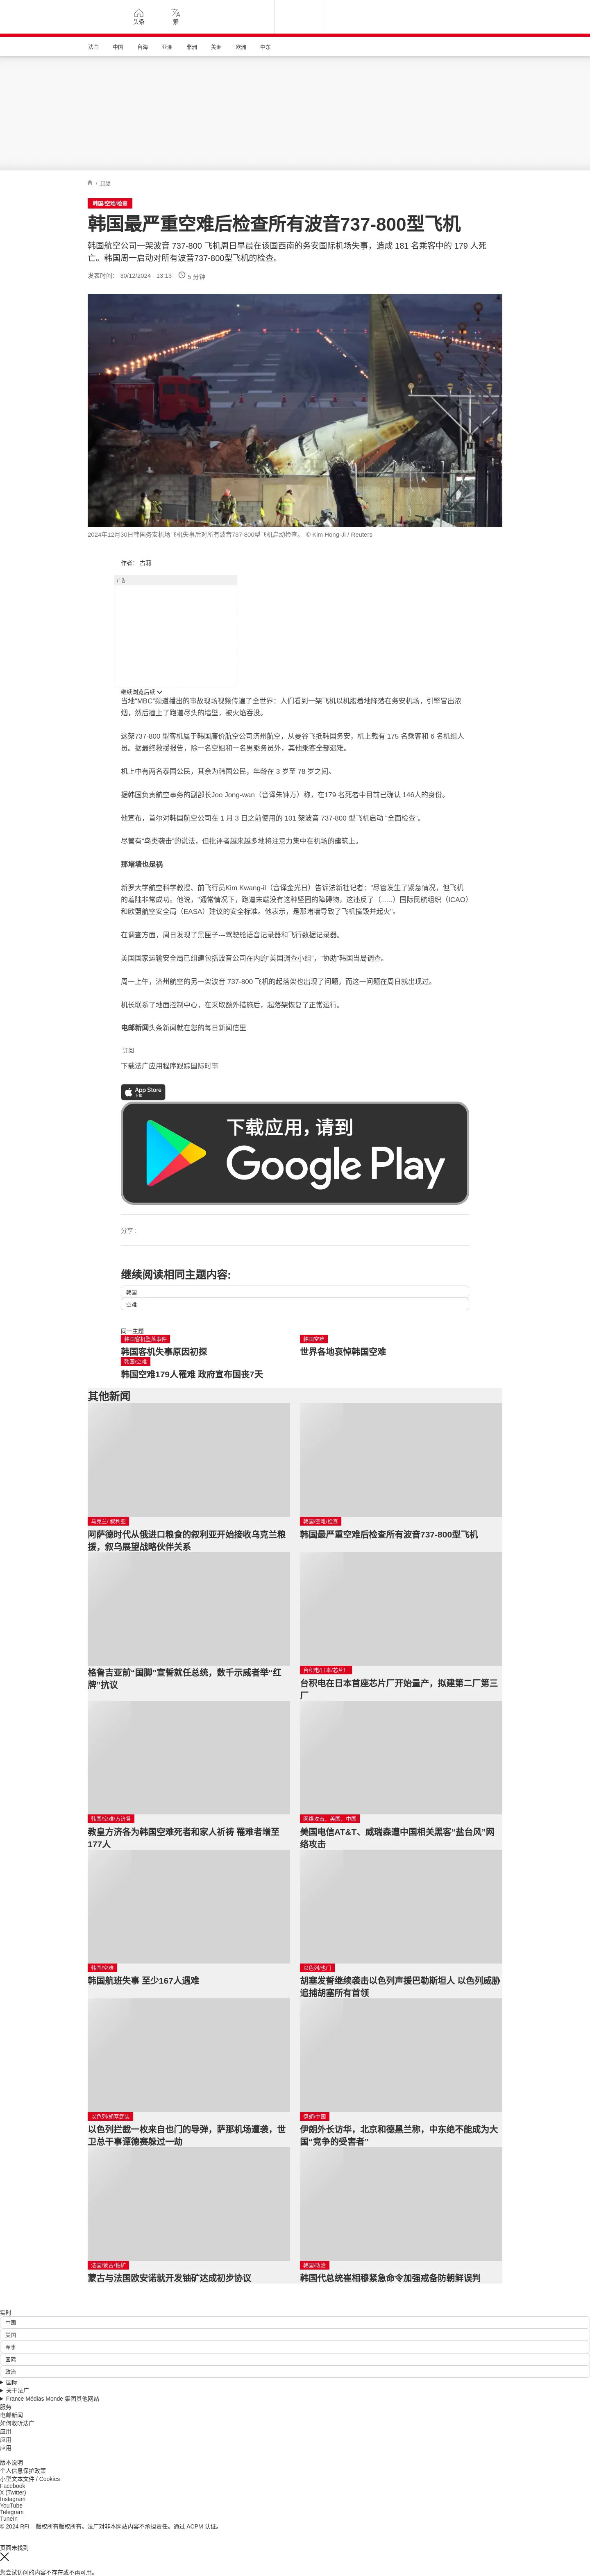 头条
繁
法国 中国 台海 亚洲 非洲 美洲 欧洲 中东
/ 国际
韩国/空难/检查
韩国最严重空难后检查所有波音737-800型飞机
韩国航空公司一架波音 737-800 飞机周日早晨在该国西南的务安国际机场失事，造成 181 名乘客中的 179 人死
亡。韩国周一启动对所有波音737-800型飞机的检查。
发表时间： 30/12/2024 - 13:13 5 分钟
2024年12月30日韩国务安机场飞机失事后对所有波音737-800型飞机启动检查。 © Kim Hong-Ji / Reuters
作者： 古莉
广告
继续浏览后续
当地“MBC”频道播出的事故现场视频传遍了全世界：人们看到一架飞机以机腹着地降落在务安机场，引擎冒出浓
烟，然后撞上了跑道尽头的墙壁，被火焰吞没。
这架737-800 型客机属于韩国廉价航空公司济州航空，从曼谷飞抵韩国务安，机上载有 175 名乘客和 6 名机组人
员。据最终救援报告，除一名空姐和一名男乘务员外，其他乘客全部遇难。
机上中有两名泰国公民，其余为韩国公民，年龄在 3 岁至 78 岁之间。
据韩国负责航空事务的副部长Joo Jong-wan（音译朱钟万）称，在179 名死者中目前已确认 146人的身份。
他宣布，首尔对韩国航空公司在 1 月 3 日之前使用的 101 架波音 737-800 型飞机启动 “全面检查”。
尽管有“鸟类袭击”的说法，但批评者越来越多地将注意力集中在机场的建筑上。
那堵墙也是祸
新罗大学航空科学教授、前飞行员Kim Kwang-il（音译金光日）告诉法新社记者：“尽管发生了紧急情况，但飞机
的着陆非常成功。他说，“通常情况下，跑道末端没有这种坚固的障碍物，这违反了（......）国际民航组织（ICAO）
和欧盟航空安全局（EASA）建议的安全标准。他表示，是那堵墙导致了飞机撞毁并起火”。
在调查方面，周日发现了黑匣子---驾驶舱语音记录器和飞行数据记录器。
美国国家运输安全局已组建包括波音公司在内的“美国调查小组”，“协助”韩国当局调查。
周一上午，济州航空的另一架波音 737-800 飞机的起落架也出现了问题，而这一问题在周日就出现过。
机长联系了地面控制中心，在采取额外措施后，起落架恢复了正常运行。
电邮新闻头条新闻就在您的每日新闻信里
订阅
下载法广应用程序跟踪国际时事
App Store
下载
下载应用，请到
Google Play
分享 :
继续阅读相同主题内容:
韩国
空难
同一主题
韩国客机坠落事件
韩国客机失事原因初探
韩国空难
世界各地哀悼韩国空难
韩国/空难
韩国空难179人罹难 政府宣布国丧7天
其他新闻
乌克兰/ 叙利亚
阿萨德时代从俄进口粮食的叙利亚开始接收乌克兰粮
援，叙乌展望战略伙伴关系
韩国/空难/检查
韩国最严重空难后检查所有波音737-800型飞机
格鲁吉亚前“国脚”宣誓就任总统，数千示威者举“红
牌”抗议
台积电/日本/芯片厂
台积电在日本首座芯片厂开始量产，拟建第二厂第三
厂
韩国/空难/方济各
教皇方济各为韩国空难死者和家人祈祷 罹难者增至
177人
网络攻击、美国、中国
美国电信AT&T、威瑞森遭中国相关黑客“盐台风”网
络攻击
韩国/空难
韩国航班失事 至少167人遇难
以色列/也门
胡塞发誓继续袭击以色列声援巴勒斯坦人 以色列威胁
追捕胡塞所有首领
以色列/胡塞武装
以色列拦截一枚来自也门的导弹，萨那机场遭袭，世
卫总干事谭德赛躲过一劫
伊朗/中国
伊朗外长访华，北京和德黑兰称，中东绝不能成为大
国“竞争的受害者”
法国/蒙古/铀矿
蒙古与法国欧安诺就开发铀矿达成初步协议
韩国/政治
韩国代总统崔相穆紧急命令加强戒备防朝鲜误判
实时
中国
美国
军事
国际
政治
国际
关于法广
France Médias Monde 集团其他网站
服务
电邮新闻
如何收听法广
应用
应用
应用
版本说明
个人信息保护政策
小型文本文件 / Cookies
Facebook
X (Twitter)
Instagram
YouTube
Telegram
TuneIn
© 2024 RFI – 版权所有版权所有。法广对非本网站内容不承担责任。通过 ACPM 认证。
页面未找到
您尝试访问的内容不存在或不再可用。